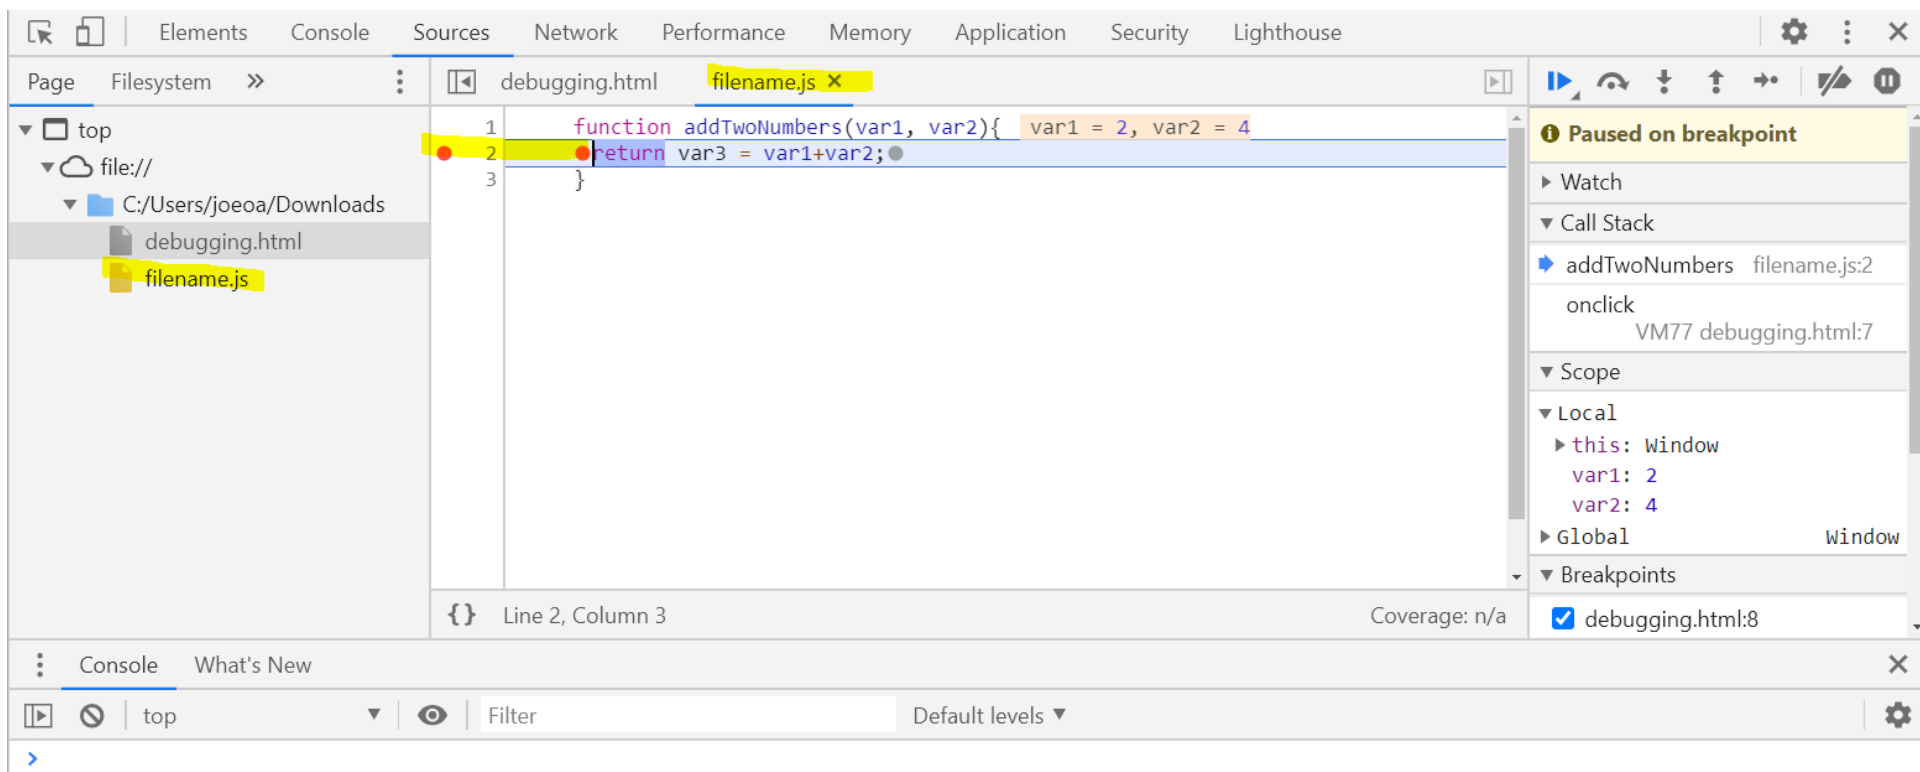 Elements Console Sources Network Performance Memory Application Security Lighthouse
Page Filesystem »
debugging.html filename.js ×
top
file://
C:/Users/joeoa/Downloads
debugging.html
filename.js
1 function addTwoNumbers(var1, var2){ var1 = 2, var2 = 4
2 return var3 = var1+var2;
3 }
{} Line 2, Column 3 Coverage: n/a
Paused on breakpoint
Watch
Call Stack
addTwoNumbers filename.js:2
onclick
VM77 debugging.html:7
Scope
Local
this: Window
var1: 2
var2: 4
Global Window
Breakpoints
debugging.html:8
Console What's New
top Filter Default levels